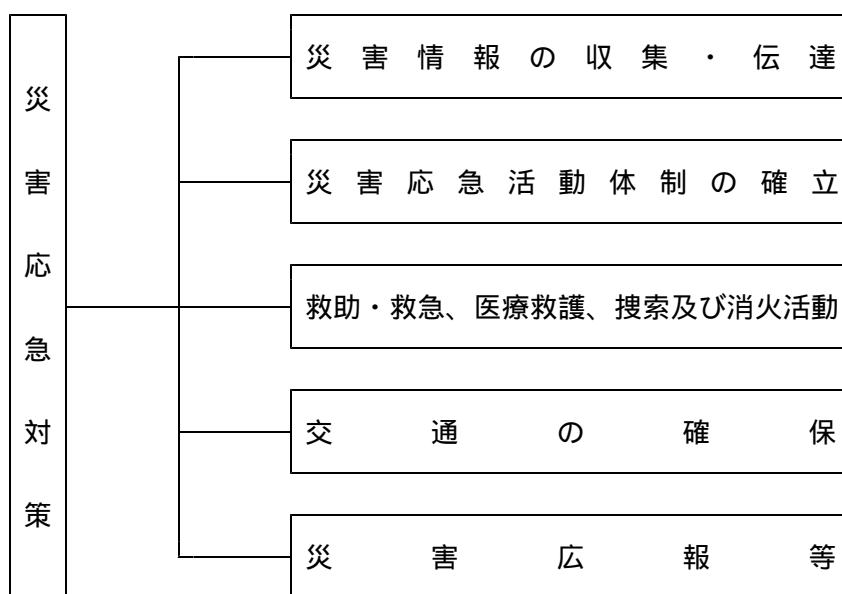 災害応急対策
災害情報の収集・伝達
災害応急活動体制の確立
救助・救急、医療救護、捜索及び消火活動
交通の確保
災害広報等